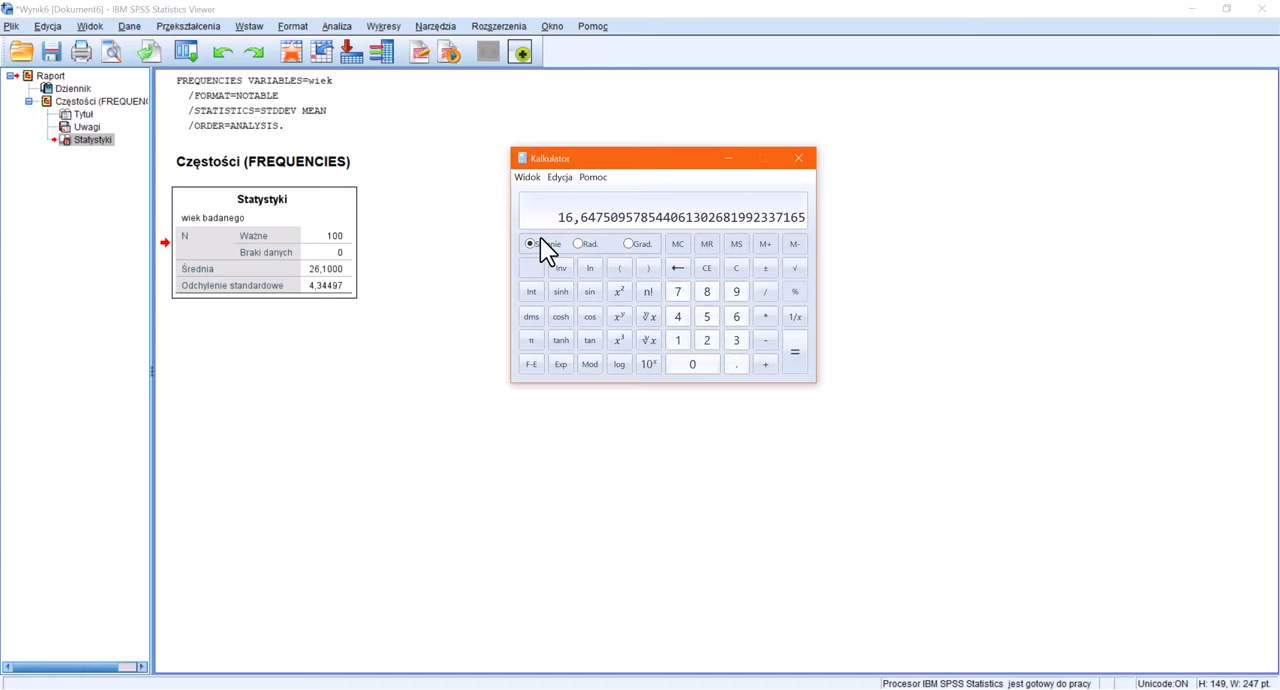 *Wynik6 [Dokument6] - IBM SPSS Statistics Viewer
Plik Edycja Widok Dane Przekształcenia Wstaw Format Analiza Wykresy Narzędzia Rozszerzenia Okno Pomoc
Raport
Dziennik
Częstości (FREQUENC
Tytuł
Uwagi
Statystyki
FREQUENCIES VARIABLES=wiek
/FORMAT=NOTABLE
/STATISTICS=STDDEV MEAN
/ORDER=ANALYSIS.
Częstości (FREQUENCIES)
Statystyki
wiek badanego
N Ważne 100
Braki danych 0
Średnia 26,1000
Odchylenie standardowe 4,34497
Kalkulator
Widok Edycja Pomoc
16,647509578544061302681992337165
Rad. Grad. MC MR MS M+ M-
Inv ln ( ) ← CE C ± √
Int sinh sin x² n! 7 8 9 / %
dms cosh cos xʸ ʸ√x 4 5 6 * 1/x
π tanh tan x³ ³√x 1 2 3 - =
F-E Exp Mod log 10ˣ 0 . +
Procesor IBM SPSS Statistics jest gotowy do pracy Unicode:ON H: 149, W: 247 pt.